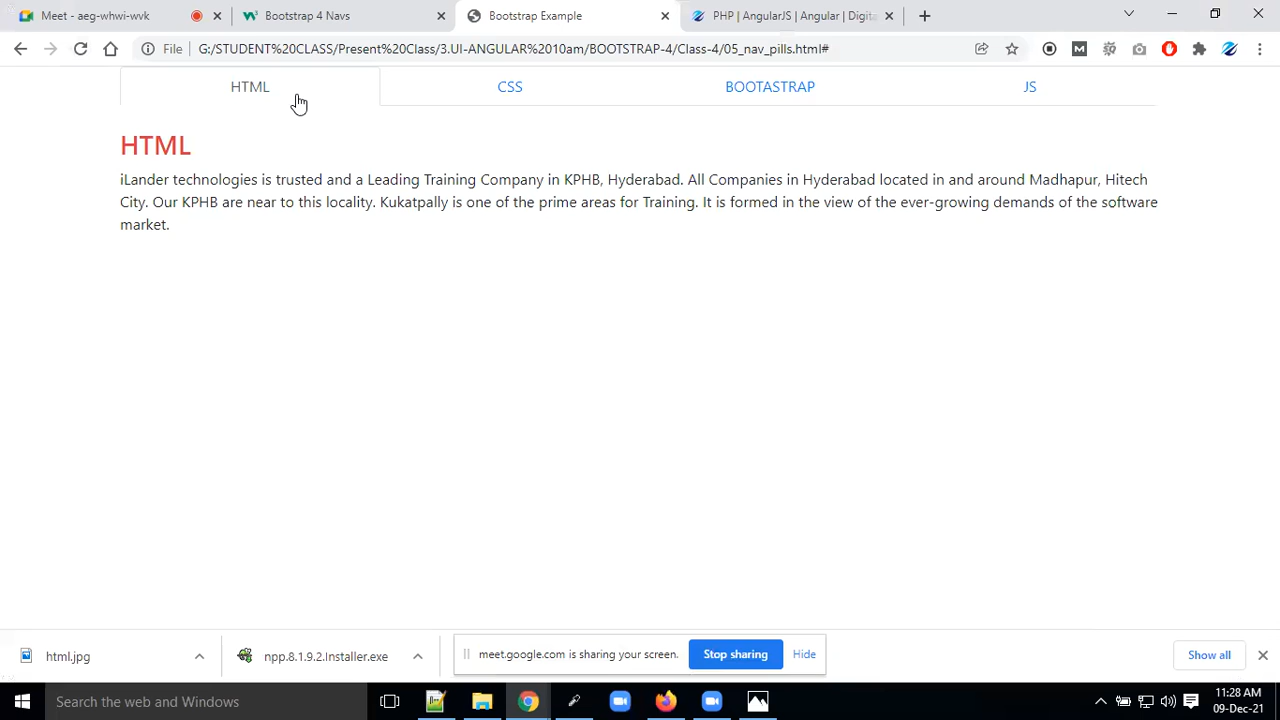 Meet - aeg-whwi-wvk
Bootstrap 4 Navs
Bootstrap Example
PHP | AngularJS | Angular | Digita
File
G:/STUDENT%20CLASS/Present%20Class/3.UI-ANGULAR%2010am/BOOTSTRAP-4/Class-4/05_nav_pills.html#
HTML
CSS
BOOTASTRAP
JS
HTML
iLander technologies is trusted and a Leading Training Company in KPHB, Hyderabad. All Companies in Hyderabad located in and around Madhapur, Hitech
City. Our KPHB are near to this locality. Kukatpally is one of the prime areas for Training. It is formed in the view of the ever-growing demands of the software
market.
html.jpg
npp.8.1.9.2.Installer.exe
meet.google.com is sharing your screen.
Stop sharing
Hide
Show all
Search the web and Windows
11:28 AM
09-Dec-21